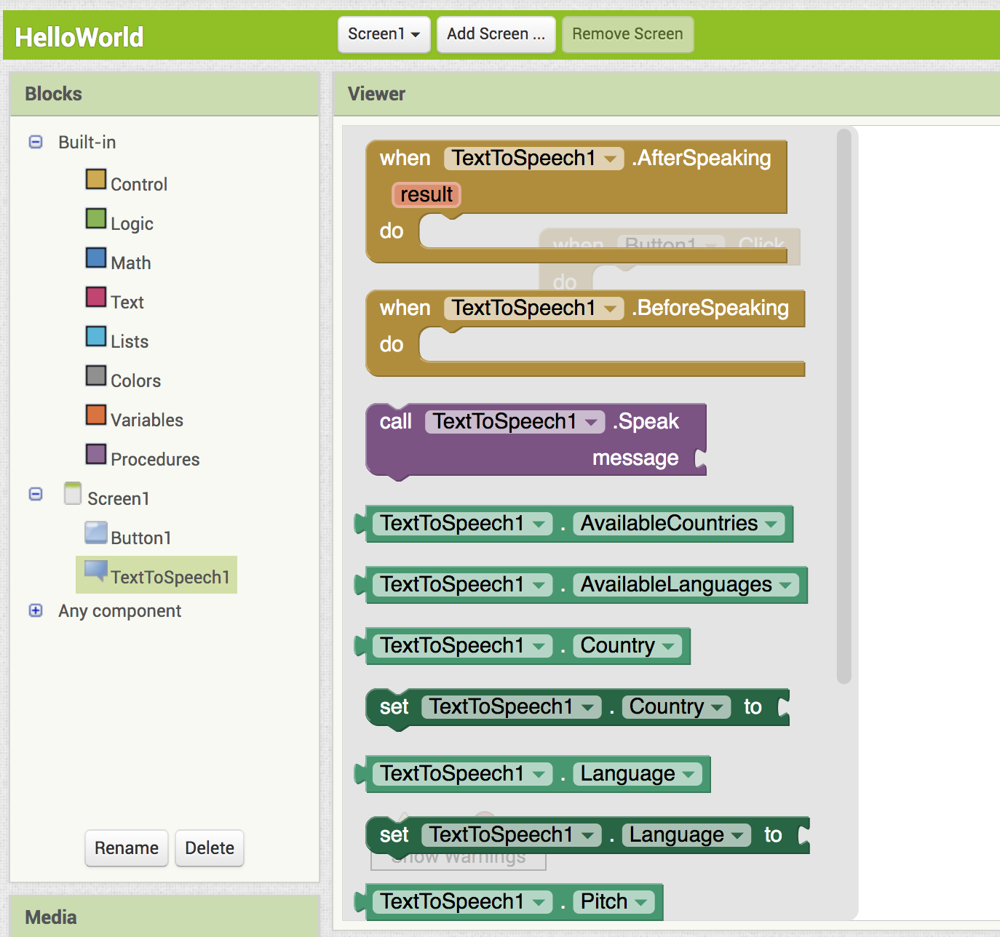 HelloWorld
Screen1
Add Screen ...
Remove Screen
Blocks
Built-in
Control
Logic
Math
Text
Lists
Colors
Variables
Procedures
Screen1
Button1
TextToSpeech1
Any component
Rename
Delete
Media
Viewer
when TextToSpeech1 .AfterSpeaking
result
do
when Button1 .Click
do
when TextToSpeech1 .BeforeSpeaking
do
call TextToSpeech1 .Speak
message
TextToSpeech1 . AvailableCountries
TextToSpeech1 . AvailableLanguages
TextToSpeech1 . Country
set TextToSpeech1 . Country to
TextToSpeech1 . Language
set TextToSpeech1 . Language to
Show Warnings
TextToSpeech1 . Pitch